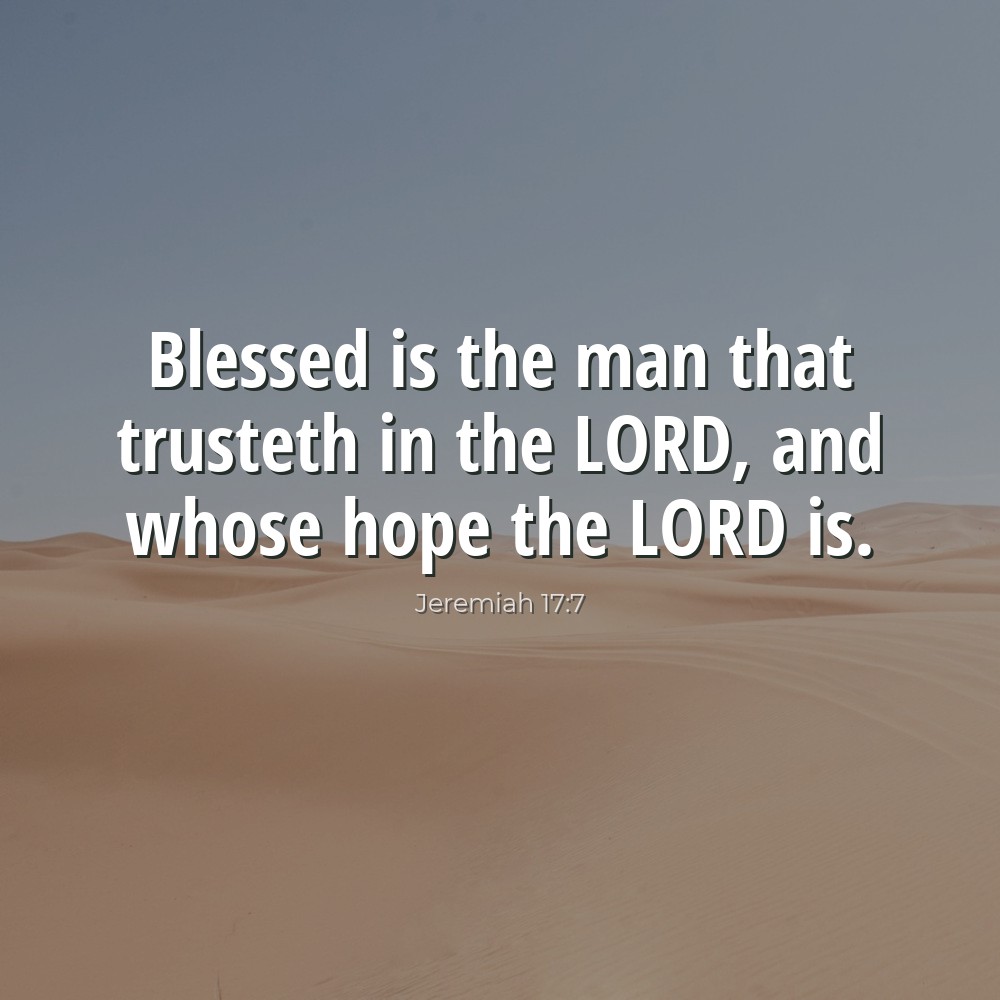 Blessed is the man that
trusteth in the LORD, and
whose hope the LORD is.
Jeremiah 17:7